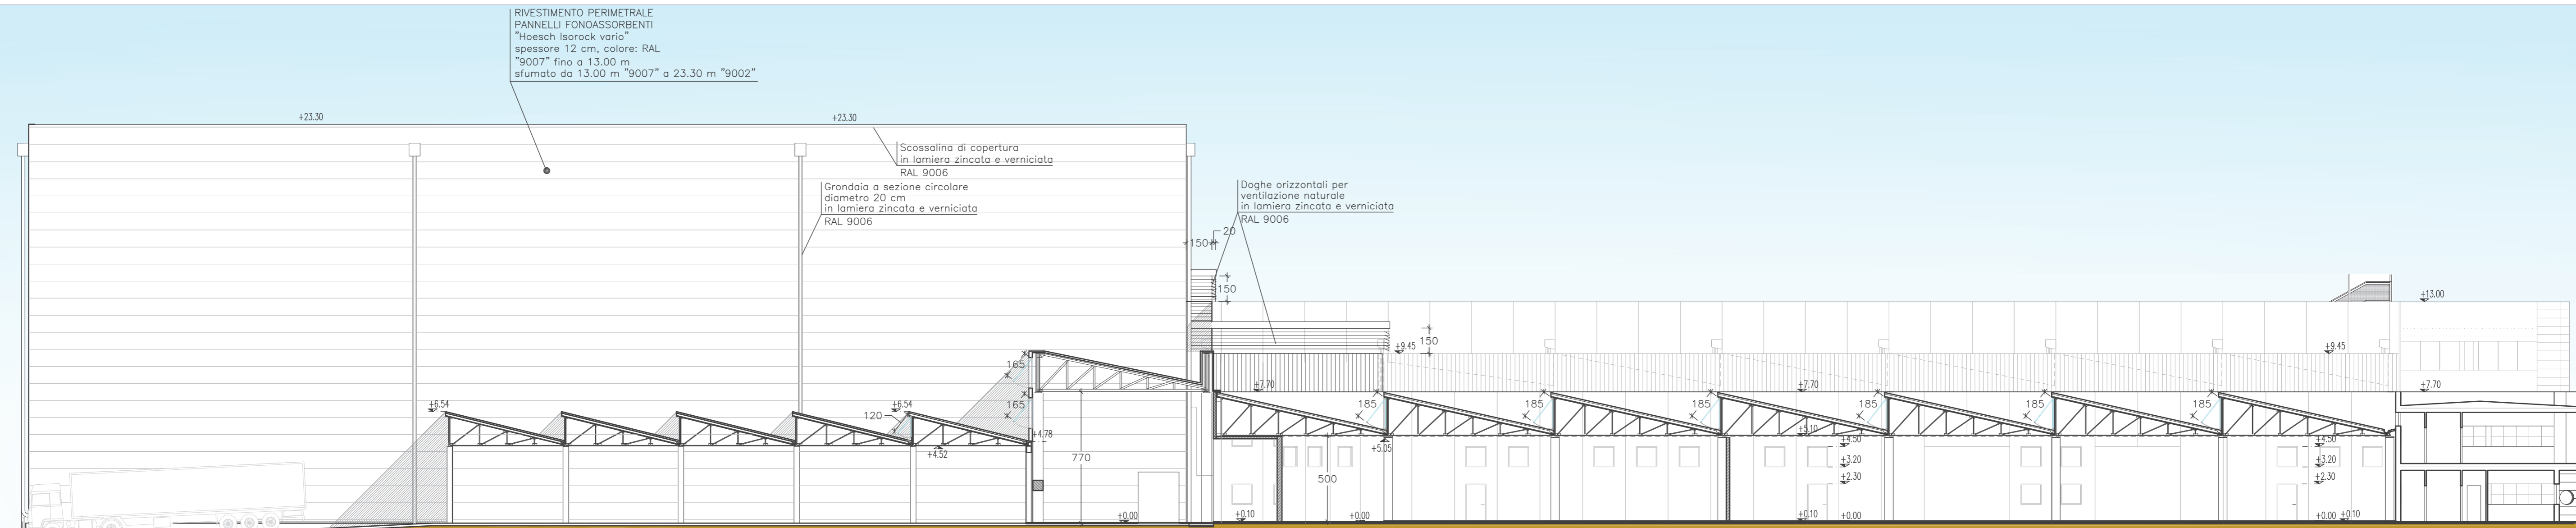 RIVESTIMENTO PERIMETRALE
PANNELLI FONOASSORBENTI
"Hoesch Isorock vario"
spessore 12 cm, colore: RAL
"9007" fino a 13.00 m
sfumato da 13.00 m "9007" a 23.30 m "9002"
+23.30
+23.30
Scossalina di copertura
in lamiera zincata e verniciata
RAL 9006
Grondaia a sezione circolare
diametro 20 cm
in lamiera zincata e verniciata
RAL 9006
Doghe orizzontali per
ventilazione naturale
in lamiera zincata e verniciata
RAL 9006
20
150
150
+13.00
150
+9.45
+9.45
165
+7.70
+7.70
+7.70
165
185
185
185
185
185
185
+6.54
+6.54
120
+4.78
+4.52
+5.05
+5.10
+4.50
+4.50
770
+3.20
+3.20
500
+2.30
+2.30
+0.00
+0.10
+0.00
+0.10
+0.00
+0.00
+0.10